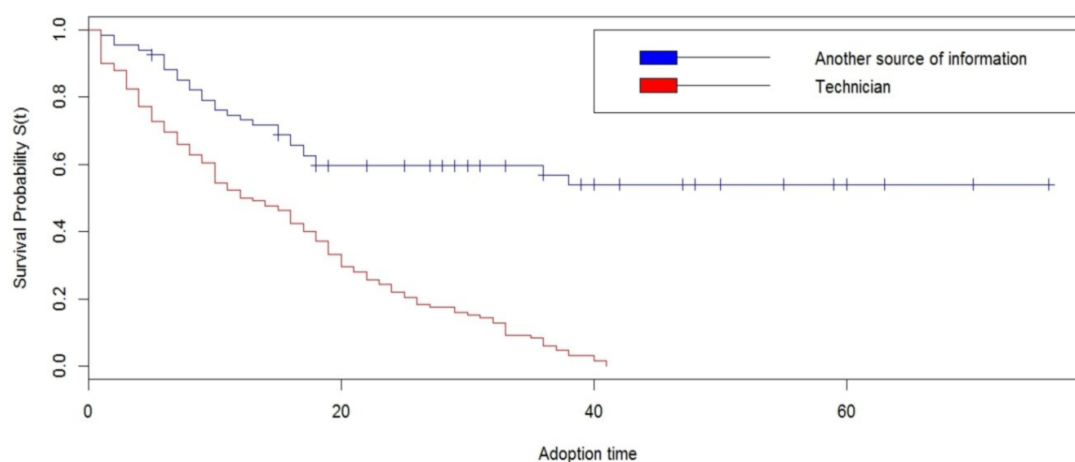 Survival Probability S(t)
1.0
0.8
0.6
0.4
0.2
0.0
Another source of information
Technician
0 20 40 60
Adoption time